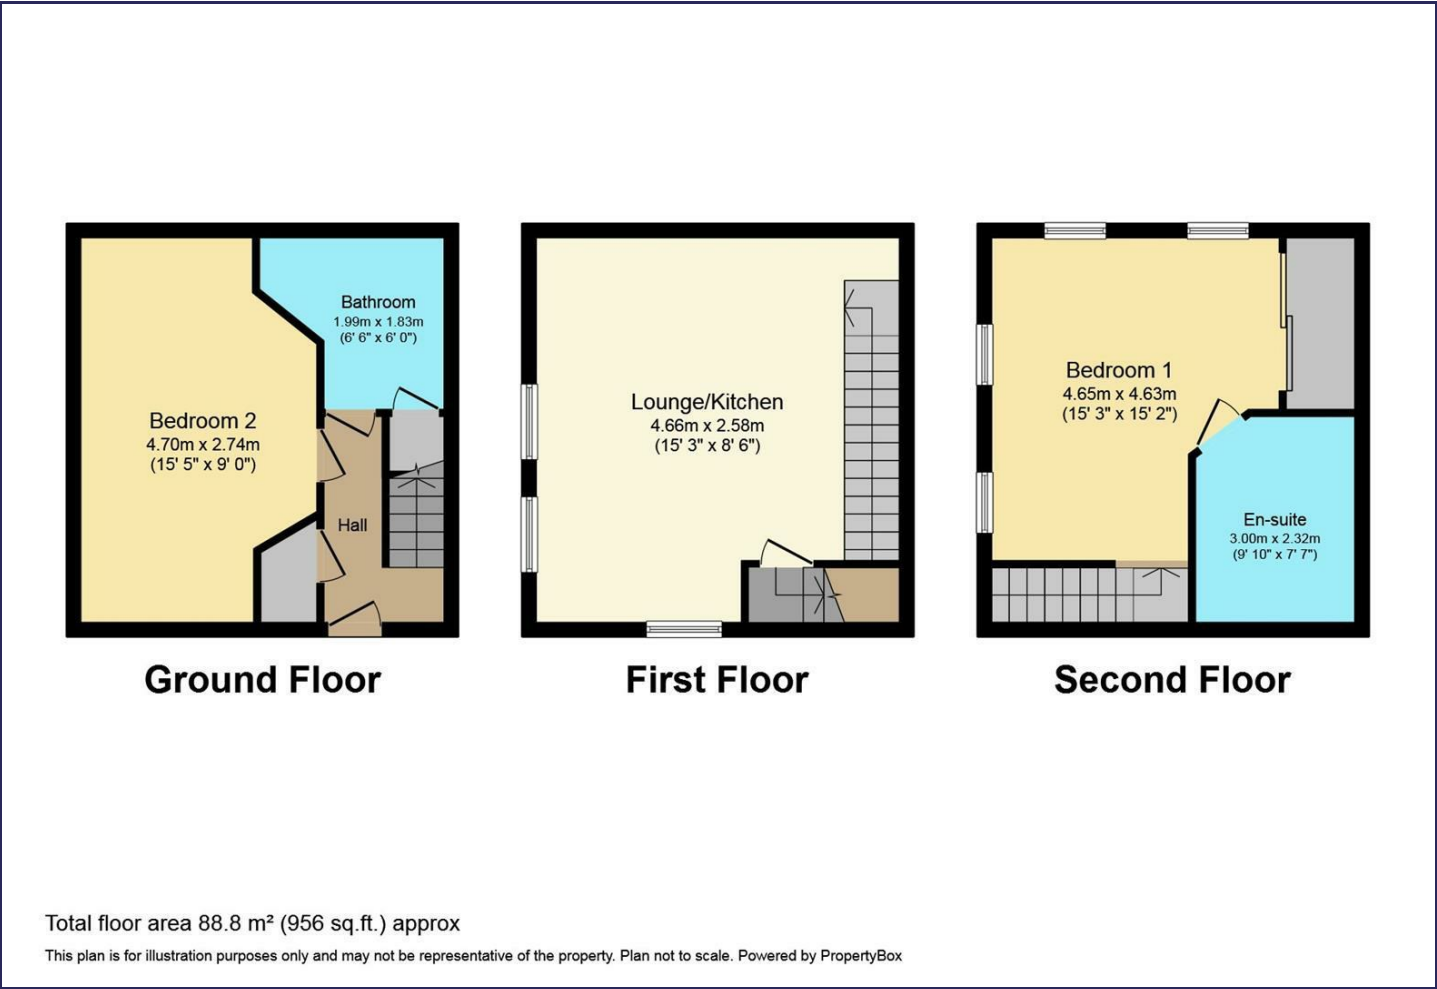 Bathroom
1.99m x 1.83m
(6' 6" x 6' 0")
Bedroom 2
4.70m x 2.74m
(15' 5" x 9' 0")
Hall
Ground Floor
Lounge/Kitchen
4.66m x 2.58m
(15' 3" x 8' 6")
First Floor
Bedroom 1
4.65m x 4.63m
(15' 3" x 15' 2")
En-suite
3.00m x 2.32m
(9' 10" x 7' 7")
Second Floor
Total floor area 88.8 m² (956 sq.ft.) approx
This plan is for illustration purposes only and may not be representative of the property. Plan not to scale. Powered by PropertyBox